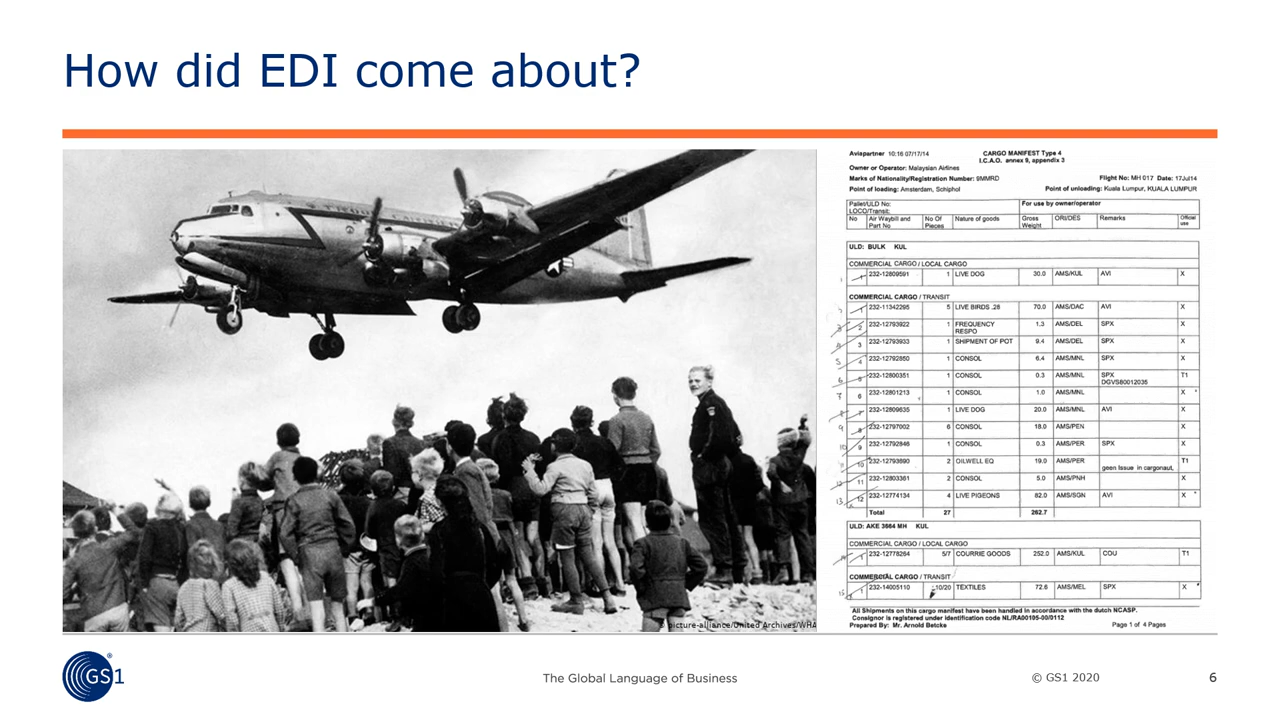 How did EDI come about?
picture-alliance/United Archives/WHA
Aviapartner 10:16 07/17/14 CARGO MANIFEST Type 4
I.C.A.O. annex 9, appendix 3
Owner or Operator: Malaysian Airlines
Marks of Nationality/Registration Number: 9MMRD Flight No: MH 017 Date: 17Jul14
Point of loading: Amsterdam, Schiphol Point of unloading: Kuala Lumpur, KUALA LUMPUR
Pallet/ULD No: For use by owner/operator
LOCO/Transit:
No Air Waybill and No Of Nature of goods Gross ORI/DES Remarks Official
Part No Pieces Weight use
ULD: BULK KUL
COMMERCIAL CARGO / LOCAL CARGO
1 232-12809591 1 LIVE DOG 30.0 AMS/KUL AVI X
COMMERCIAL CARGO / TRANSIT
1 232-11342295 5 LIVE BIRDS .28 70.0 AMS/DAC AVI X
2 232-12793922 1 FREQUENCY 1.3 AMS/DEL SPX X
RESPO
3 232-12793933 1 SHIPMENT OF POT 9.4 AMS/DEL SPX X
4 232-12792850 1 CONSOL 6.4 AMS/MNL SPX X
5 232-12800351 1 CONSOL 0.3 AMS/MNL SPX T1
DGVS80012035
6 232-12801213 1 CONSOL 1.0 AMS/MNL X
7 232-12809635 1 LIVE DOG 20.0 AMS/MNL AVI X
8 232-12797002 6 CONSOL 18.0 AMS/PEN X
9 232-12792846 1 CONSOL 0.3 AMS/PER SPX X
10 232-12793690 2 OILWELL EQ 19.0 AMS/PER T1
geen Issue in cargonaut,
11 232-12803361 2 CONSOL 5.0 AMS/PNH X
12 232-12774134 4 LIVE PIGEONS 82.0 AMS/SGN AVI X
Total 27 262.7
ULD: AKE 3664 MH KUL
COMMERCIAL CARGO / LOCAL CARGO
1 232-12778264 5/7 COURRIE GOODS 252.0 AMS/KUL COU T1
COMMERCIAL CARGO / TRANSIT
1 232-14005110 10/20 TEXTILES 72.6 AMS/MEL SPX X
All Shipments on this cargo manifest have been handled in accordance with the dutch NCASP.
Consignor is registered under identification code NL/RA00105-00/0112
Prepared By: Mr. Arnold Betcke Page 1 of 4 Pages
GS1
The Global Language of Business
© GS1 2020
6